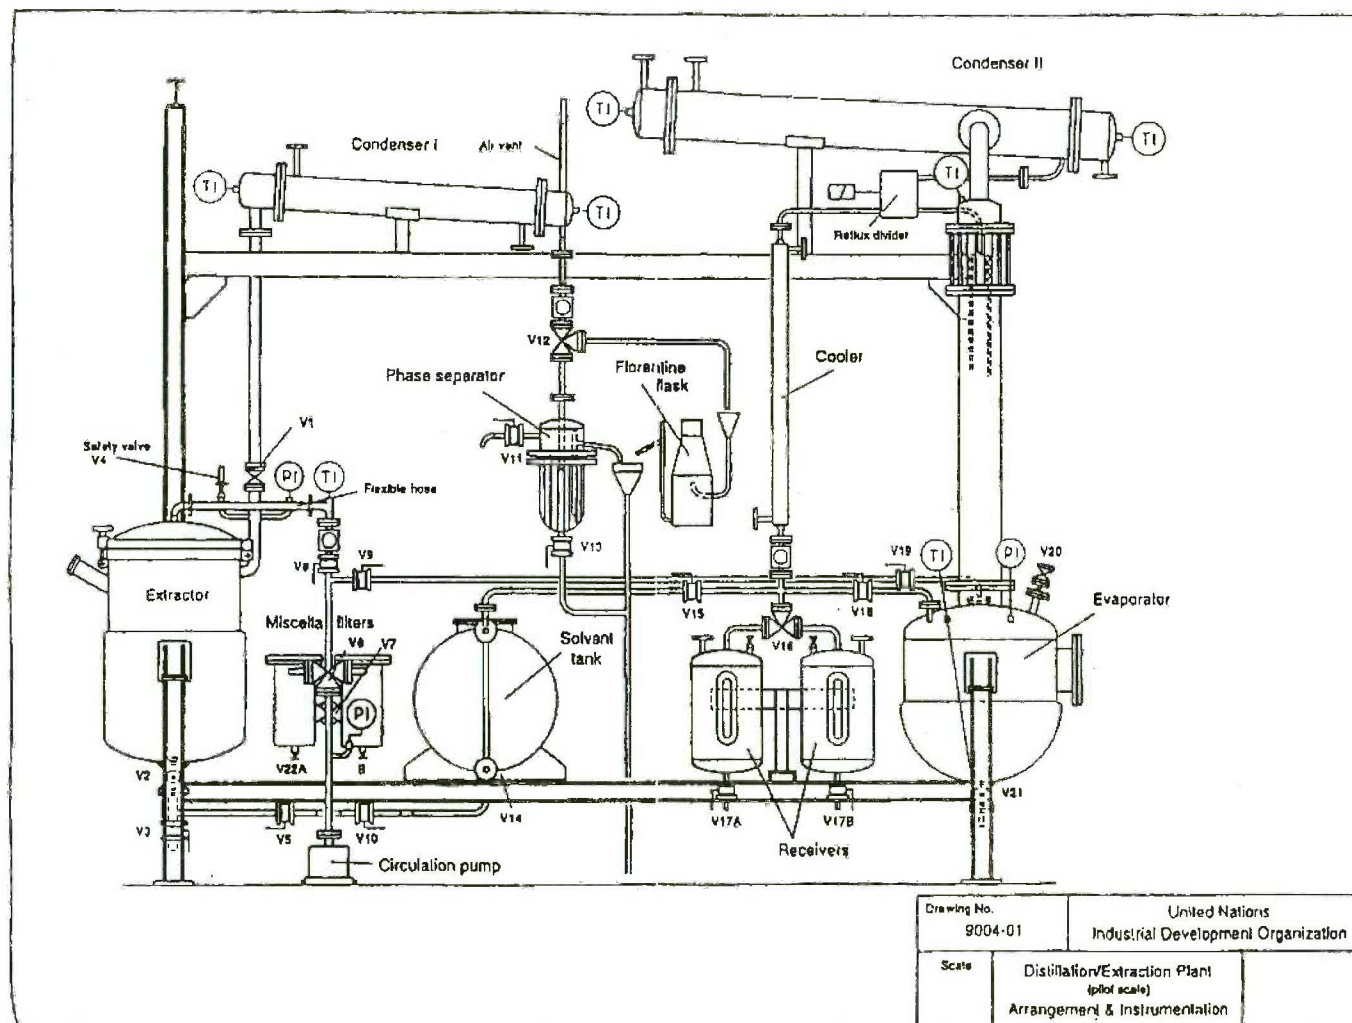 Condenser II
TI
TI
Condenser I
Air vent
TI
TI
TI
Reflux divider
V12
Phase separator
Florentine
flask
Cooler
V1
Safety valve
V4
PI
TI
Flexible hose
V11
V13
V9
V19
TI
PI
V20
Extractor
Evaporator
V15
V18
Miscella filters
V6
V7
Solvent
tank
V16
PI
V22A
B
V2
V21
V3
V5
V10
V14
V17A
V17B
Receivers
Circulation pump
Drawing No.
9004-01
United Nations
Industrial Development Organization
Scale
Distillation/Extraction Plant
(pilot scale)
Arrangement & Instrumentation